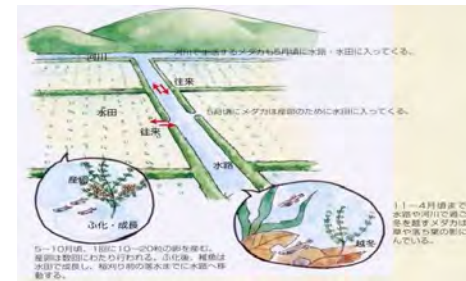 河川で生活するメダカも5月頃に水路・水田に入ってくる。
河川
往来
5月頃にメダカは産卵のために水田に入ってくる。
水田
往来
水路
産卵
ふ化・成長
越冬
5〜10月頃、1回に10〜20粒の卵を産む。
産卵は数回にわたり行われる。ふ化後、稚魚は
水田で成長し、稲刈り前の落水までに水路へ移
動する。
11〜4月頃まで
水路や河川で過ご
冬を越すメダカは
草や落ち葉の影に
んでいる。